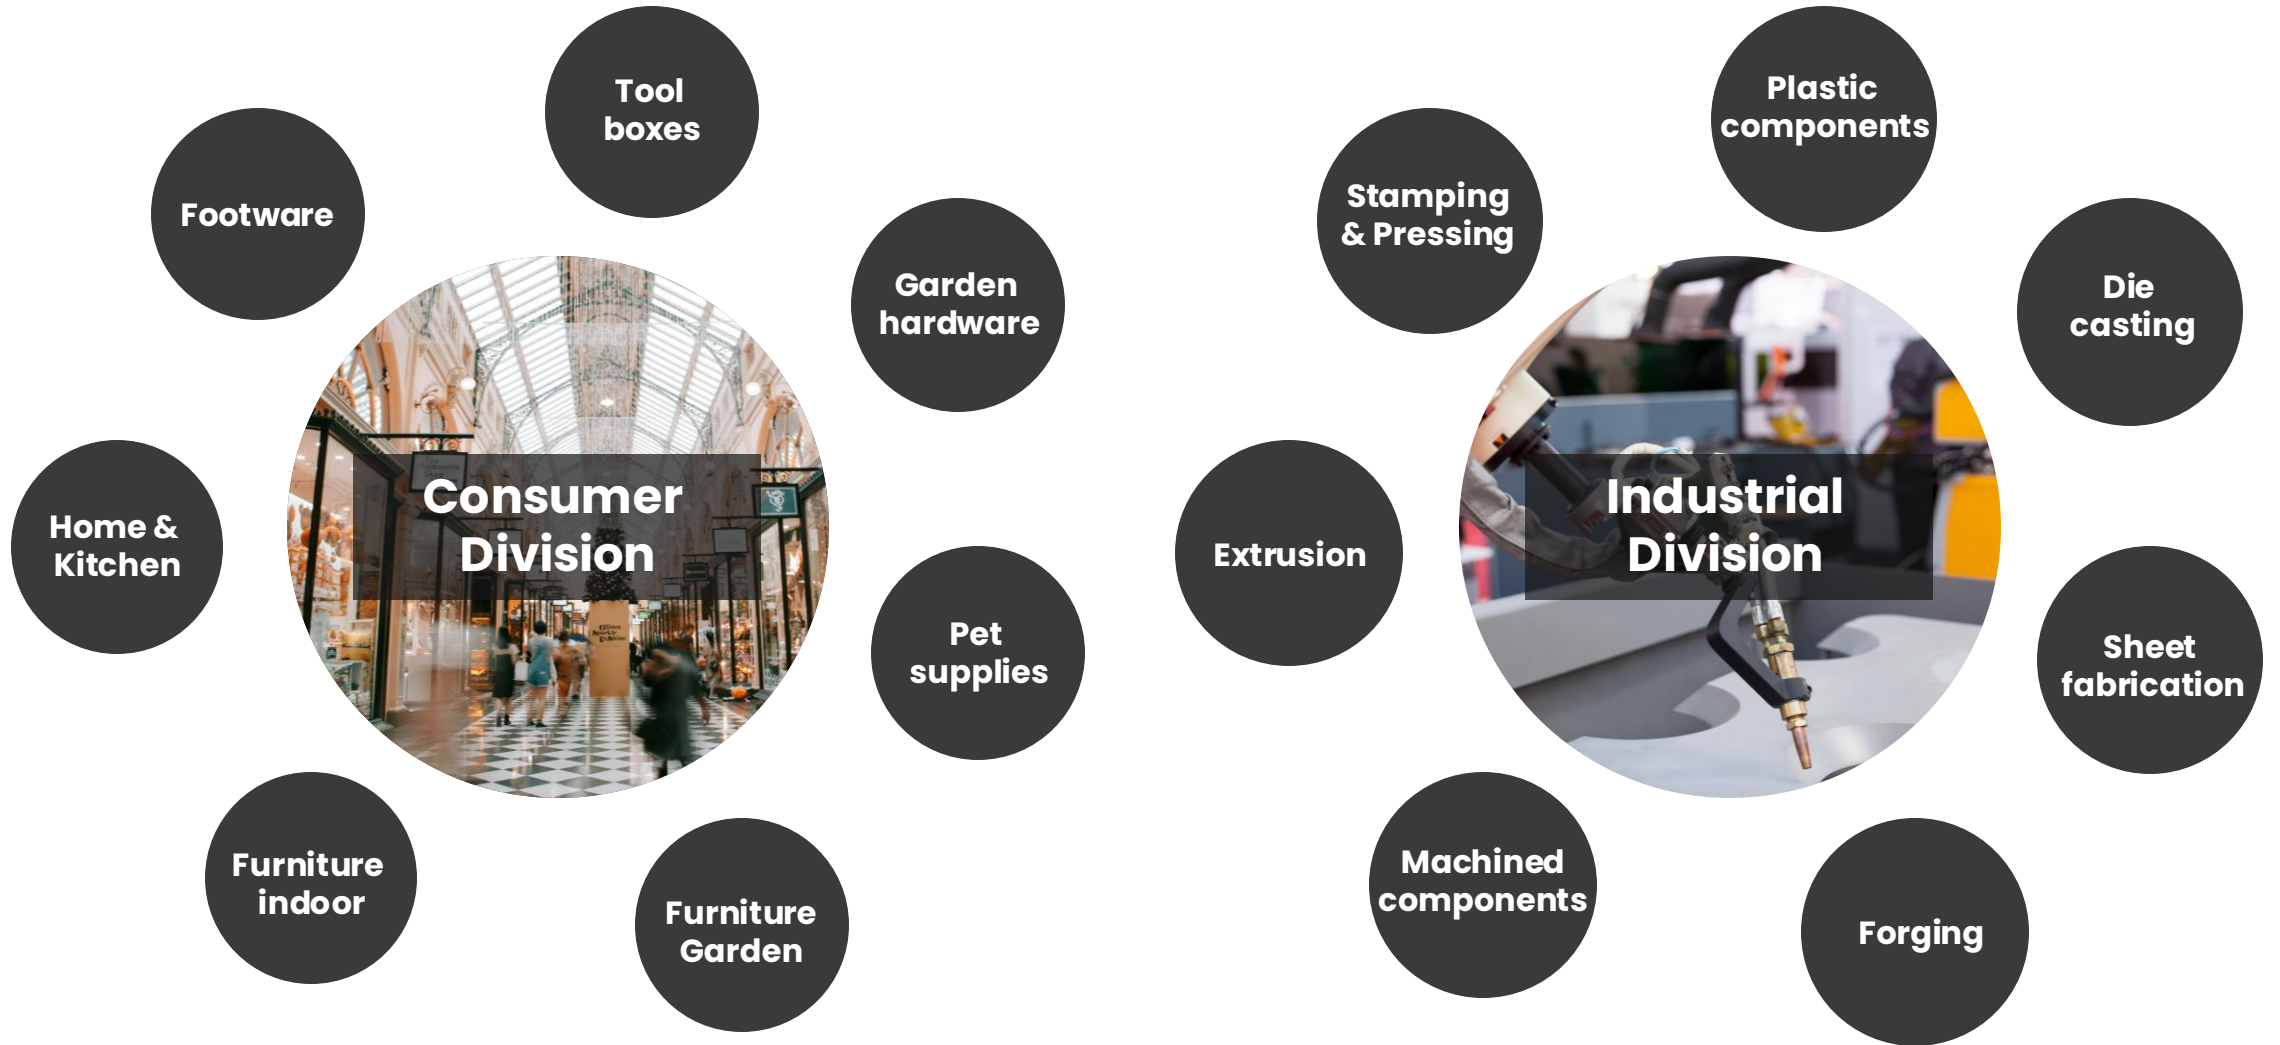 Tool
boxes
Footware
Garden
hardware
Consumer
Division
Home &
Kitchen
Pet
supplies
Furniture
indoor
Furniture
Garden
Plastic
components
Stamping
& Pressing
Die
casting
Industrial
Division
Extrusion
Sheet
fabrication
Machined
components
Forging